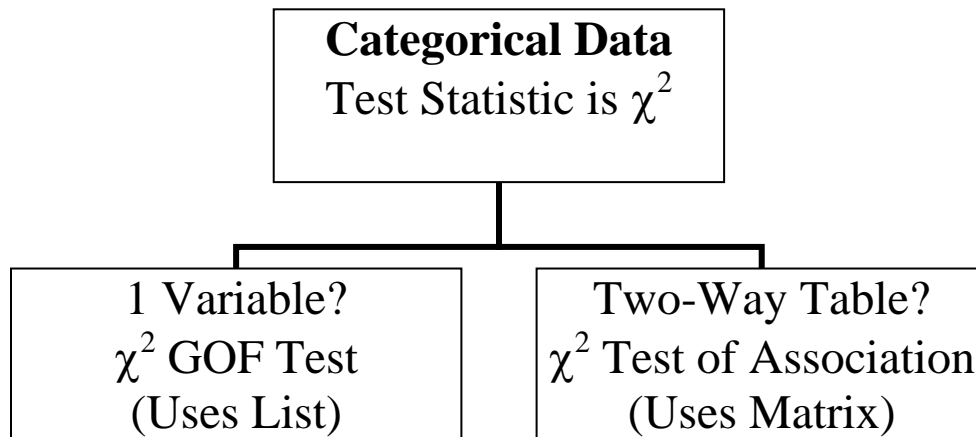 Categorical Data
Test Statistic is χ²
1 Variable?
χ² GOF Test
(Uses List)
Two-Way Table?
χ² Test of Association
(Uses Matrix)